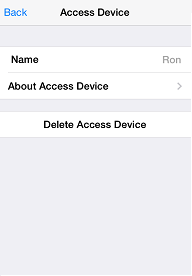 Back Access Device
Name Ron
About Access Device
Delete Access Device